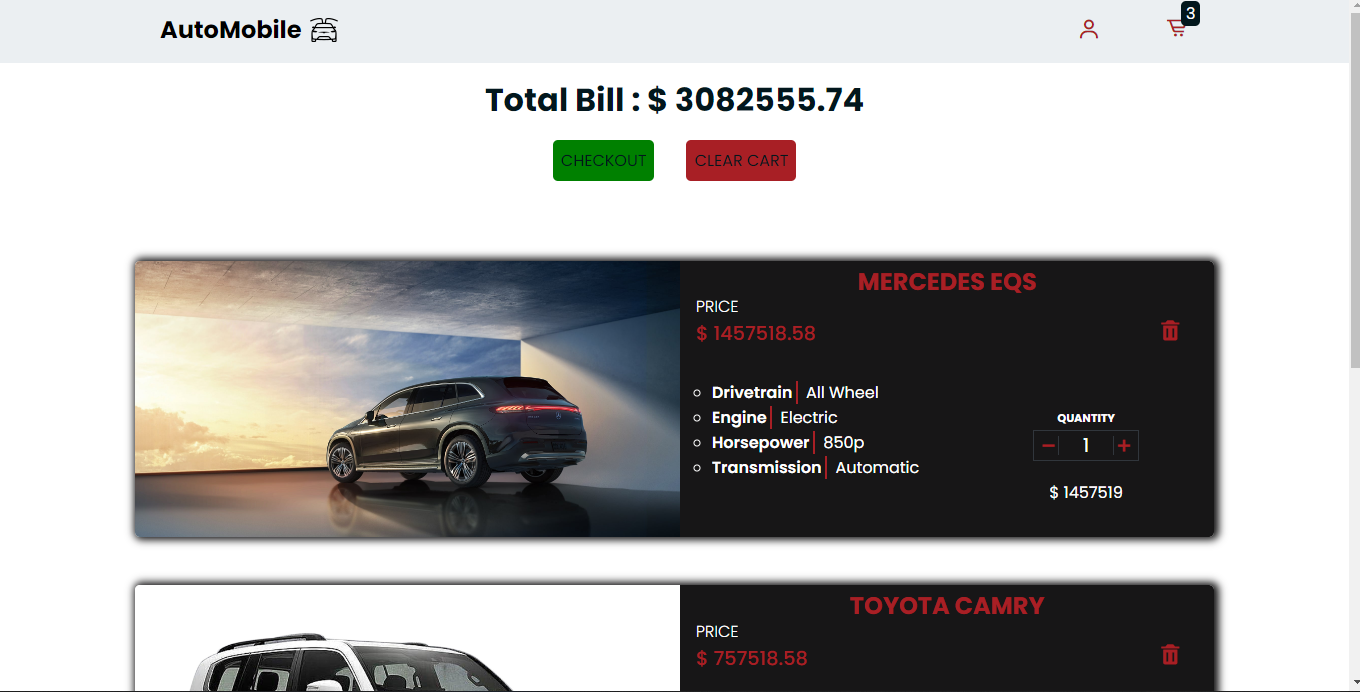 AutoMobile
3
Total Bill : $ 3082555.74
CHECKOUT CLEAR CART
MERCEDES EQS
PRICE
$ 1457518.58
Drivetrain All Wheel
Engine Electric
Horsepower 850p
Transmission Automatic
QUANTITY
− 1 +
$ 1457519
TOYOTA CAMRY
PRICE
$ 757518.58